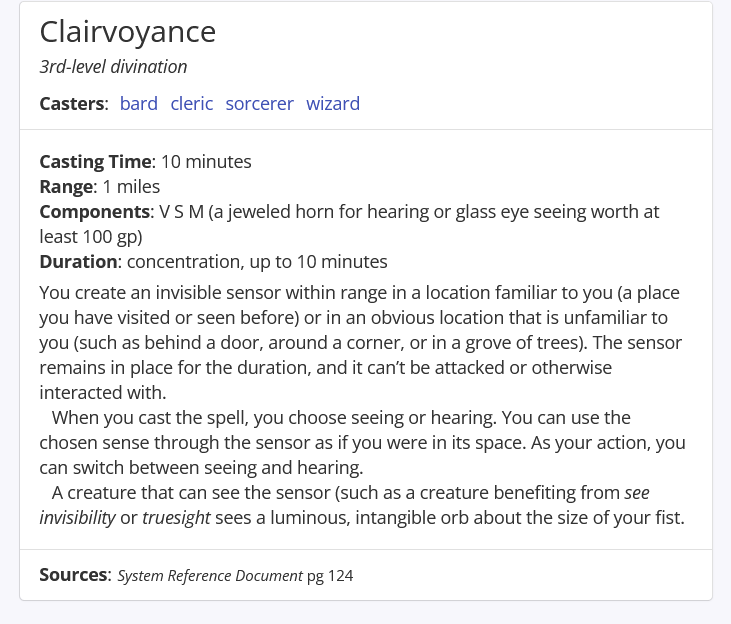 Clairvoyance
3rd-level divination
Casters: bard cleric sorcerer wizard
Casting Time: 10 minutes
Range: 1 miles
Components: V S M (a jeweled horn for hearing or glass eye seeing worth at
least 100 gp)
Duration: concentration, up to 10 minutes
You create an invisible sensor within range in a location familiar to you (a place
you have visited or seen before) or in an obvious location that is unfamiliar to
you (such as behind a door, around a corner, or in a grove of trees). The sensor
remains in place for the duration, and it can’t be attacked or otherwise
interacted with.
When you cast the spell, you choose seeing or hearing. You can use the
chosen sense through the sensor as if you were in its space. As your action, you
can switch between seeing and hearing.
A creature that can see the sensor (such as a creature benefiting from see
invisibility or truesight sees a luminous, intangible orb about the size of your fist.
Sources: System Reference Document pg 124